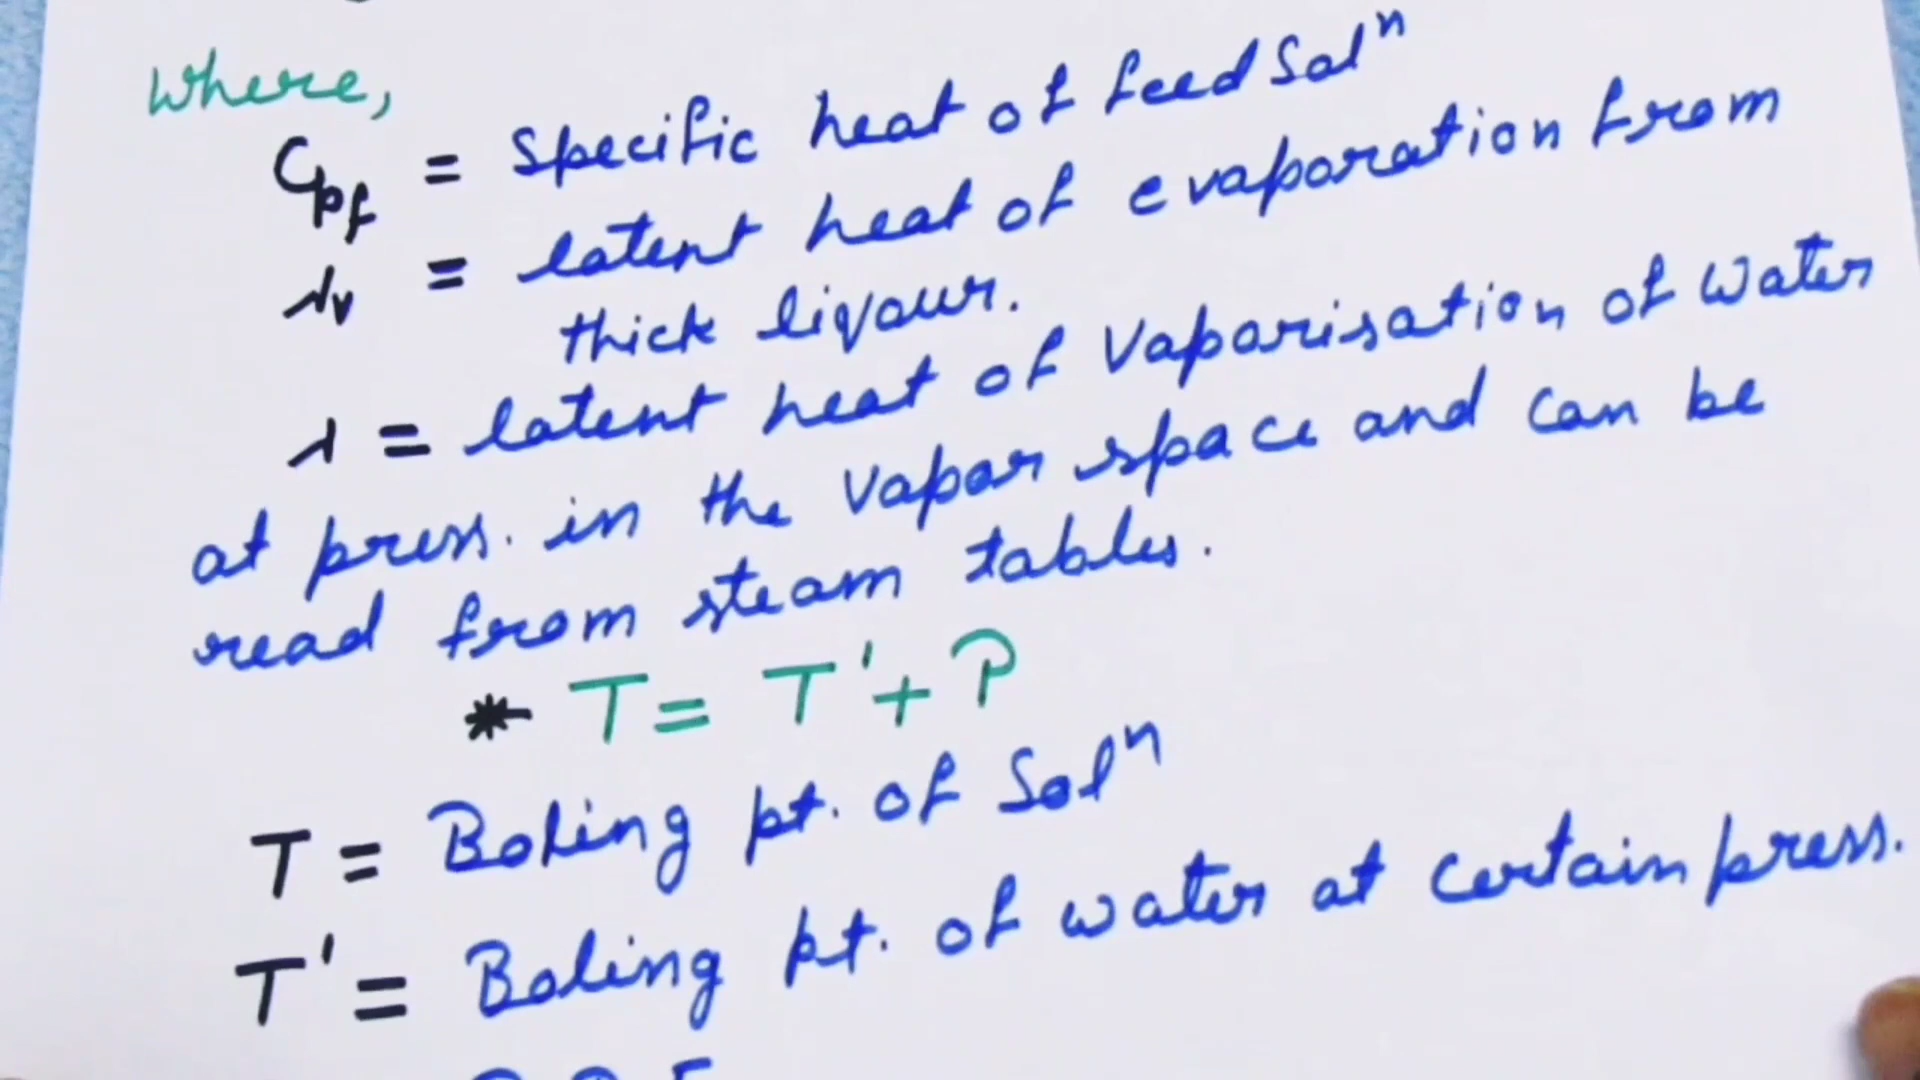 where,
Cpf = Specific heat of feed Solⁿ
λv = latent heat of evaporation from
thick liqour.
λ = latent heat of Vaporisation of water
at press. in the vapor space and can be
read from steam tables.
* T = T' + P
T = Boling pt. of Solⁿ
T' = Boling pt. of water at certain press.